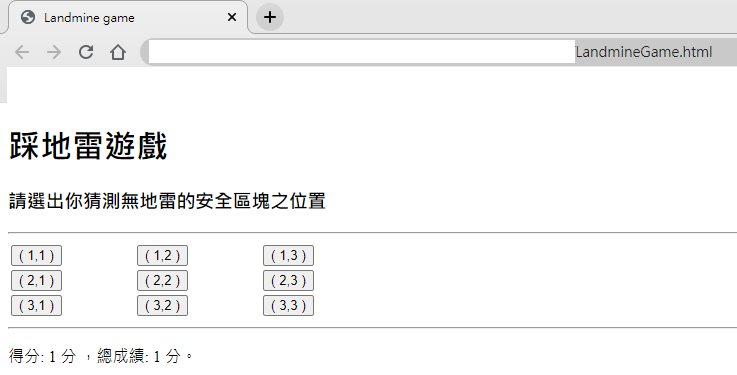 Landmine game
/LandmineGame.html
踩地雷遊戲
請選出你猜測無地雷的安全區塊之位置
( 1,1 ) ( 1,2 ) ( 1,3 )
( 2,1 ) ( 2,2 ) ( 2,3 )
( 3,1 ) ( 3,2 ) ( 3,3 )
得分: 1 分 ，總成績: 1 分。